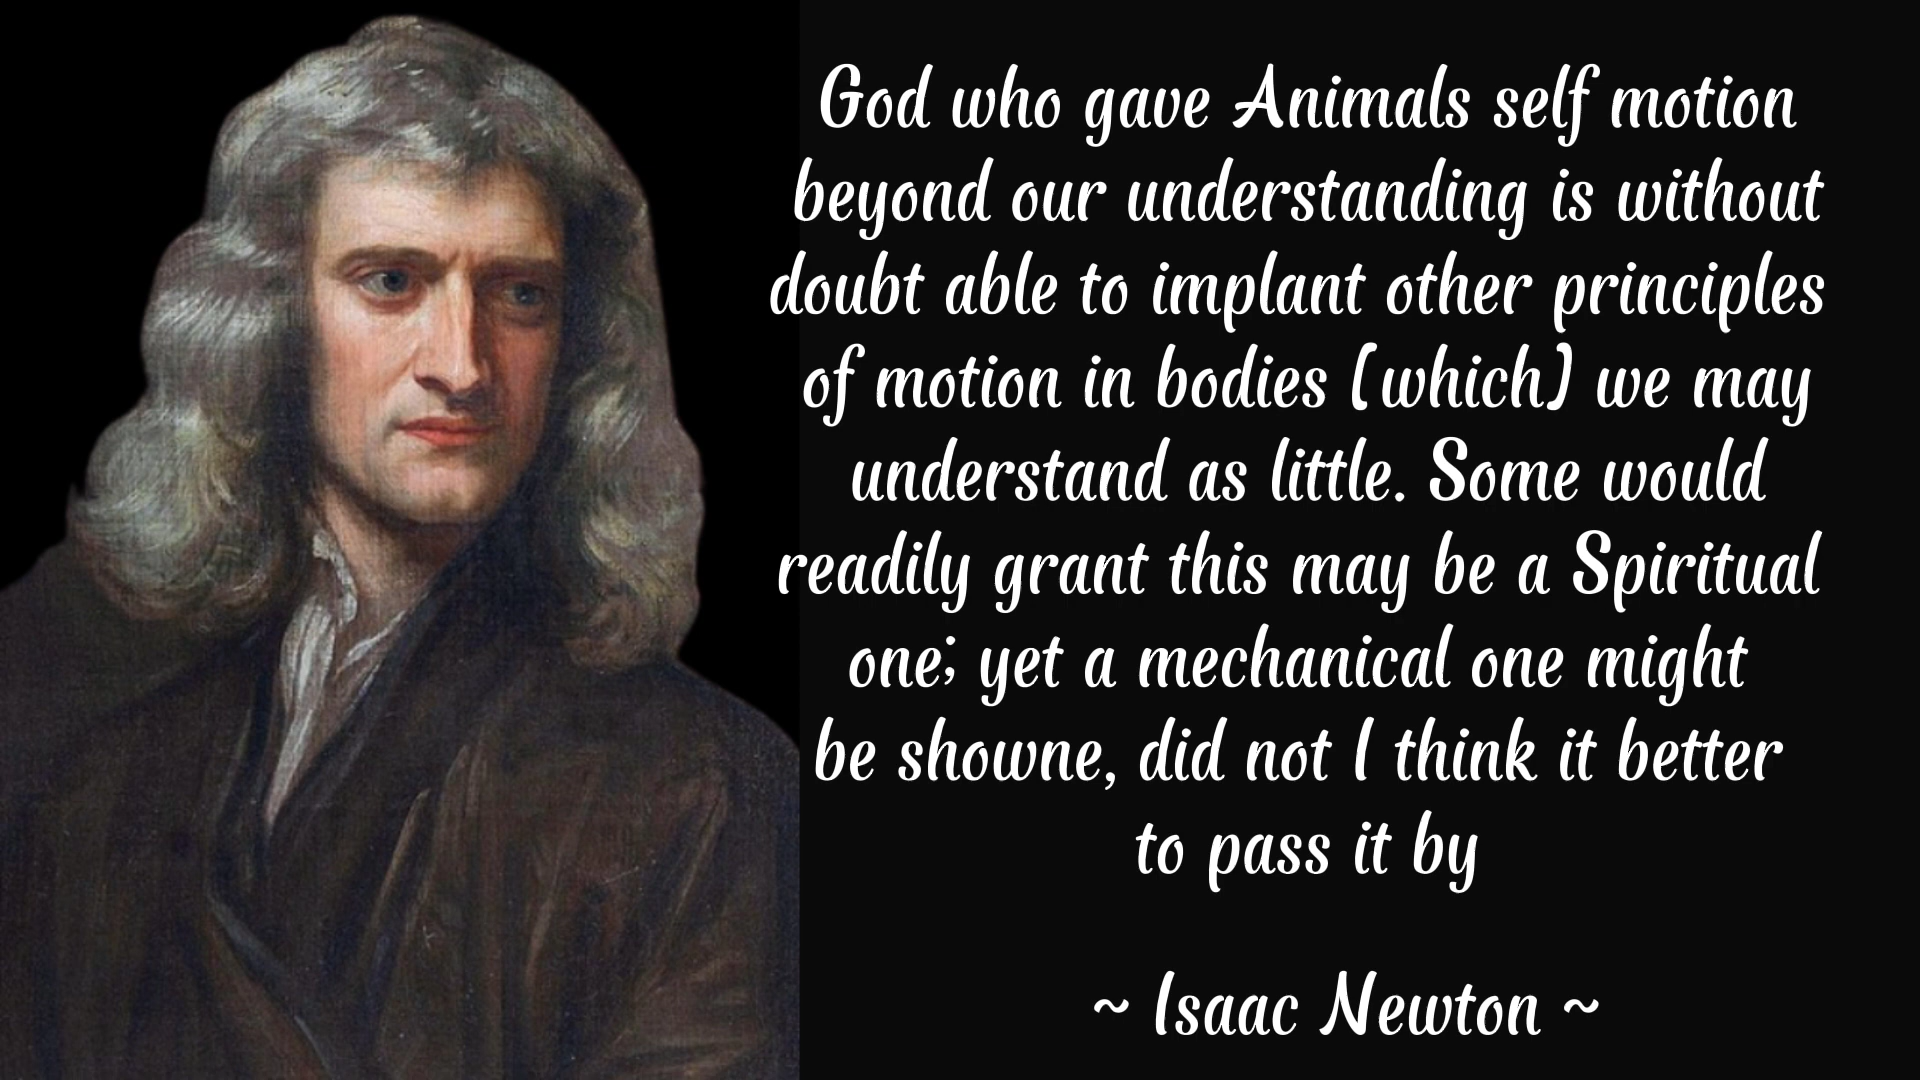 God who gave Animals self motion
beyond our understanding is without
doubt able to implant other principles
of motion in bodies [which] we may
understand as little. Some would
readily grant this may be a Spiritual
one; yet a mechanical one might
be showne, did not I think it better
to pass it by
~ Isaac Newton ~